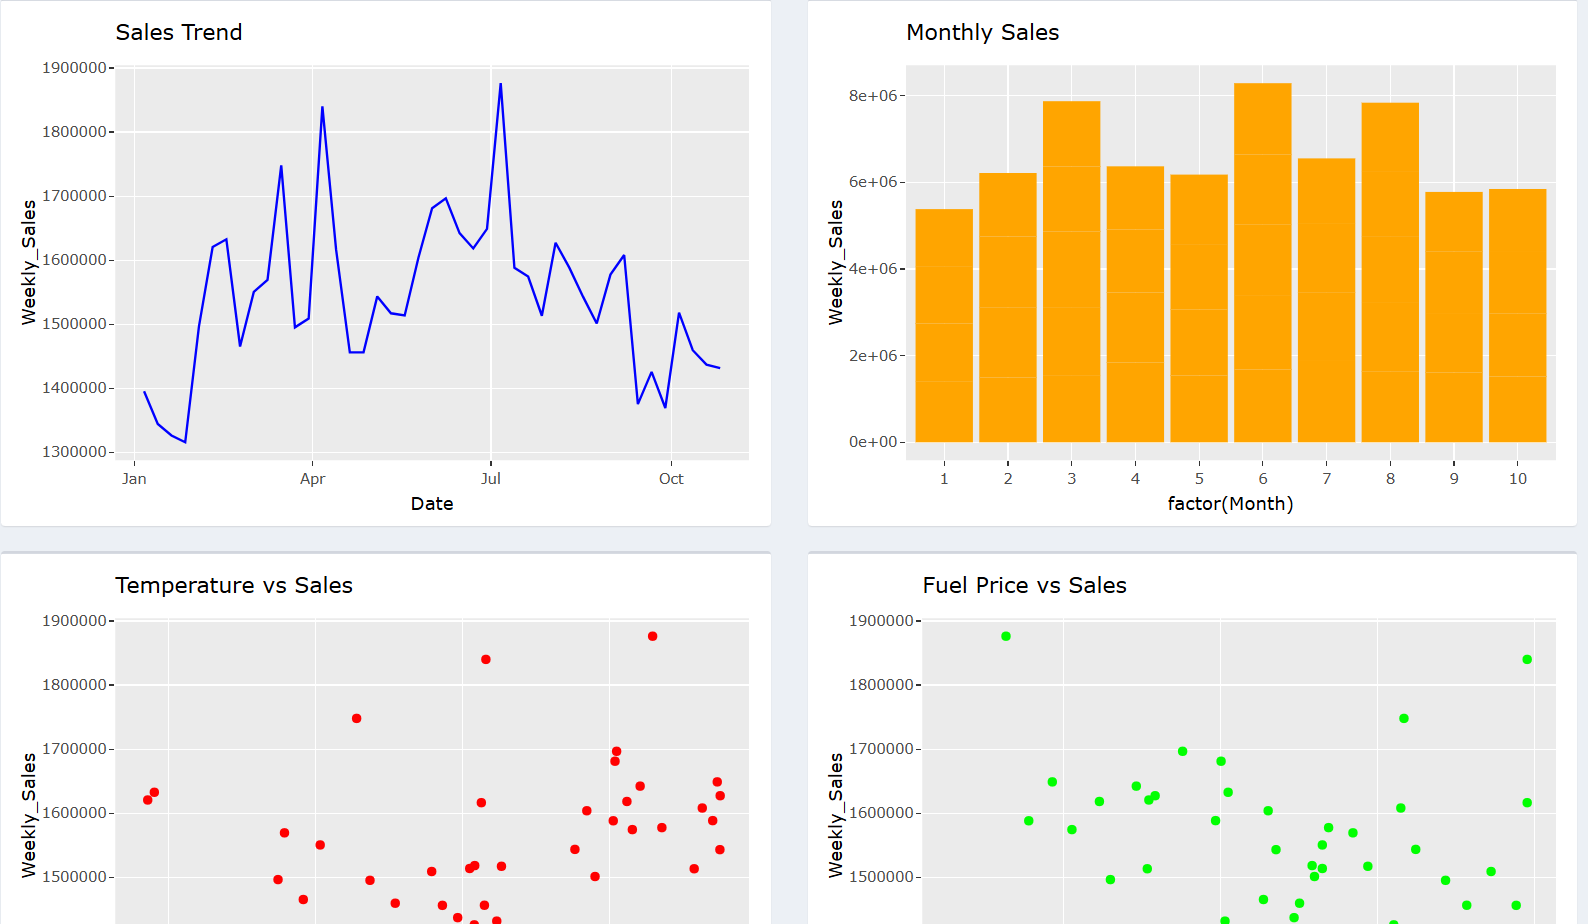 Sales Trend
1900000
1800000
1700000
1600000
1500000
1400000
1300000
Weekly_Sales
Jan Apr Jul Oct
Date
Monthly Sales
8e+06
6e+06
4e+06
2e+06
0e+00
Weekly_Sales
1 2 3 4 5 6 7 8 9 10
factor(Month)
Temperature vs Sales
1900000
1800000
1700000
1600000
1500000
Weekly_Sales
Fuel Price vs Sales
1900000
1800000
1700000
1600000
1500000
Weekly_Sales